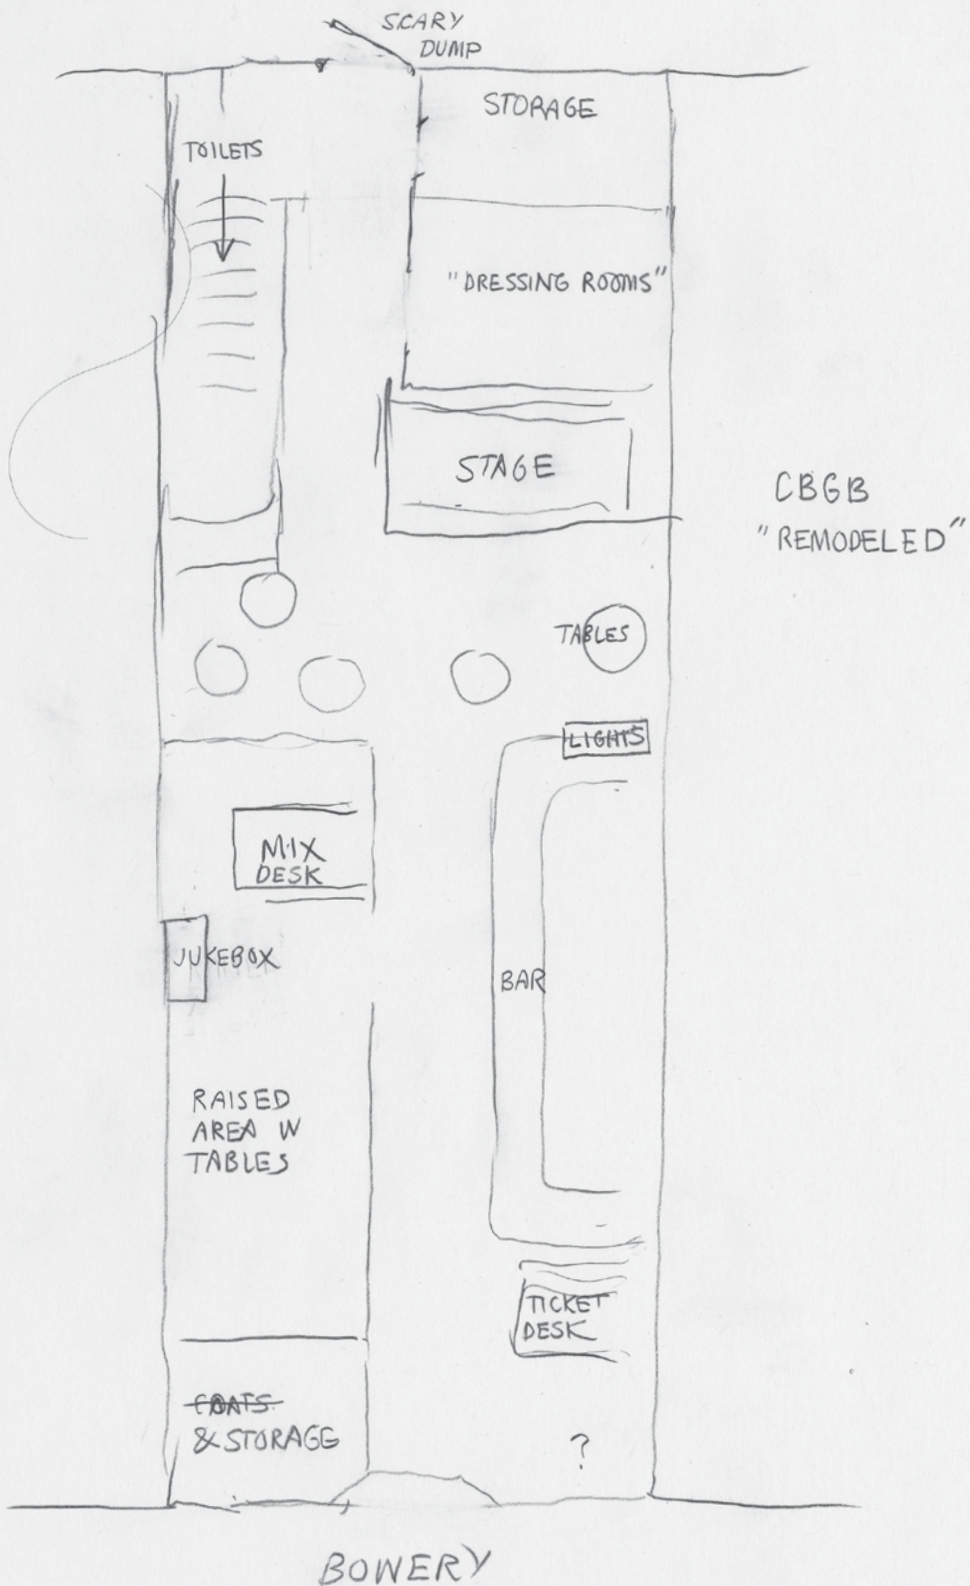 SCARY
DUMP
STORAGE
TOILETS
"DRESSING ROOMS"
STAGE
CBGB
"REMODELED"
TABLES
LIGHTS
MIX
DESK
JUKEBOX
BAR
RAISED
AREA W
TABLES
TICKET
DESK
COATS
& STORAGE
?
BOWERY